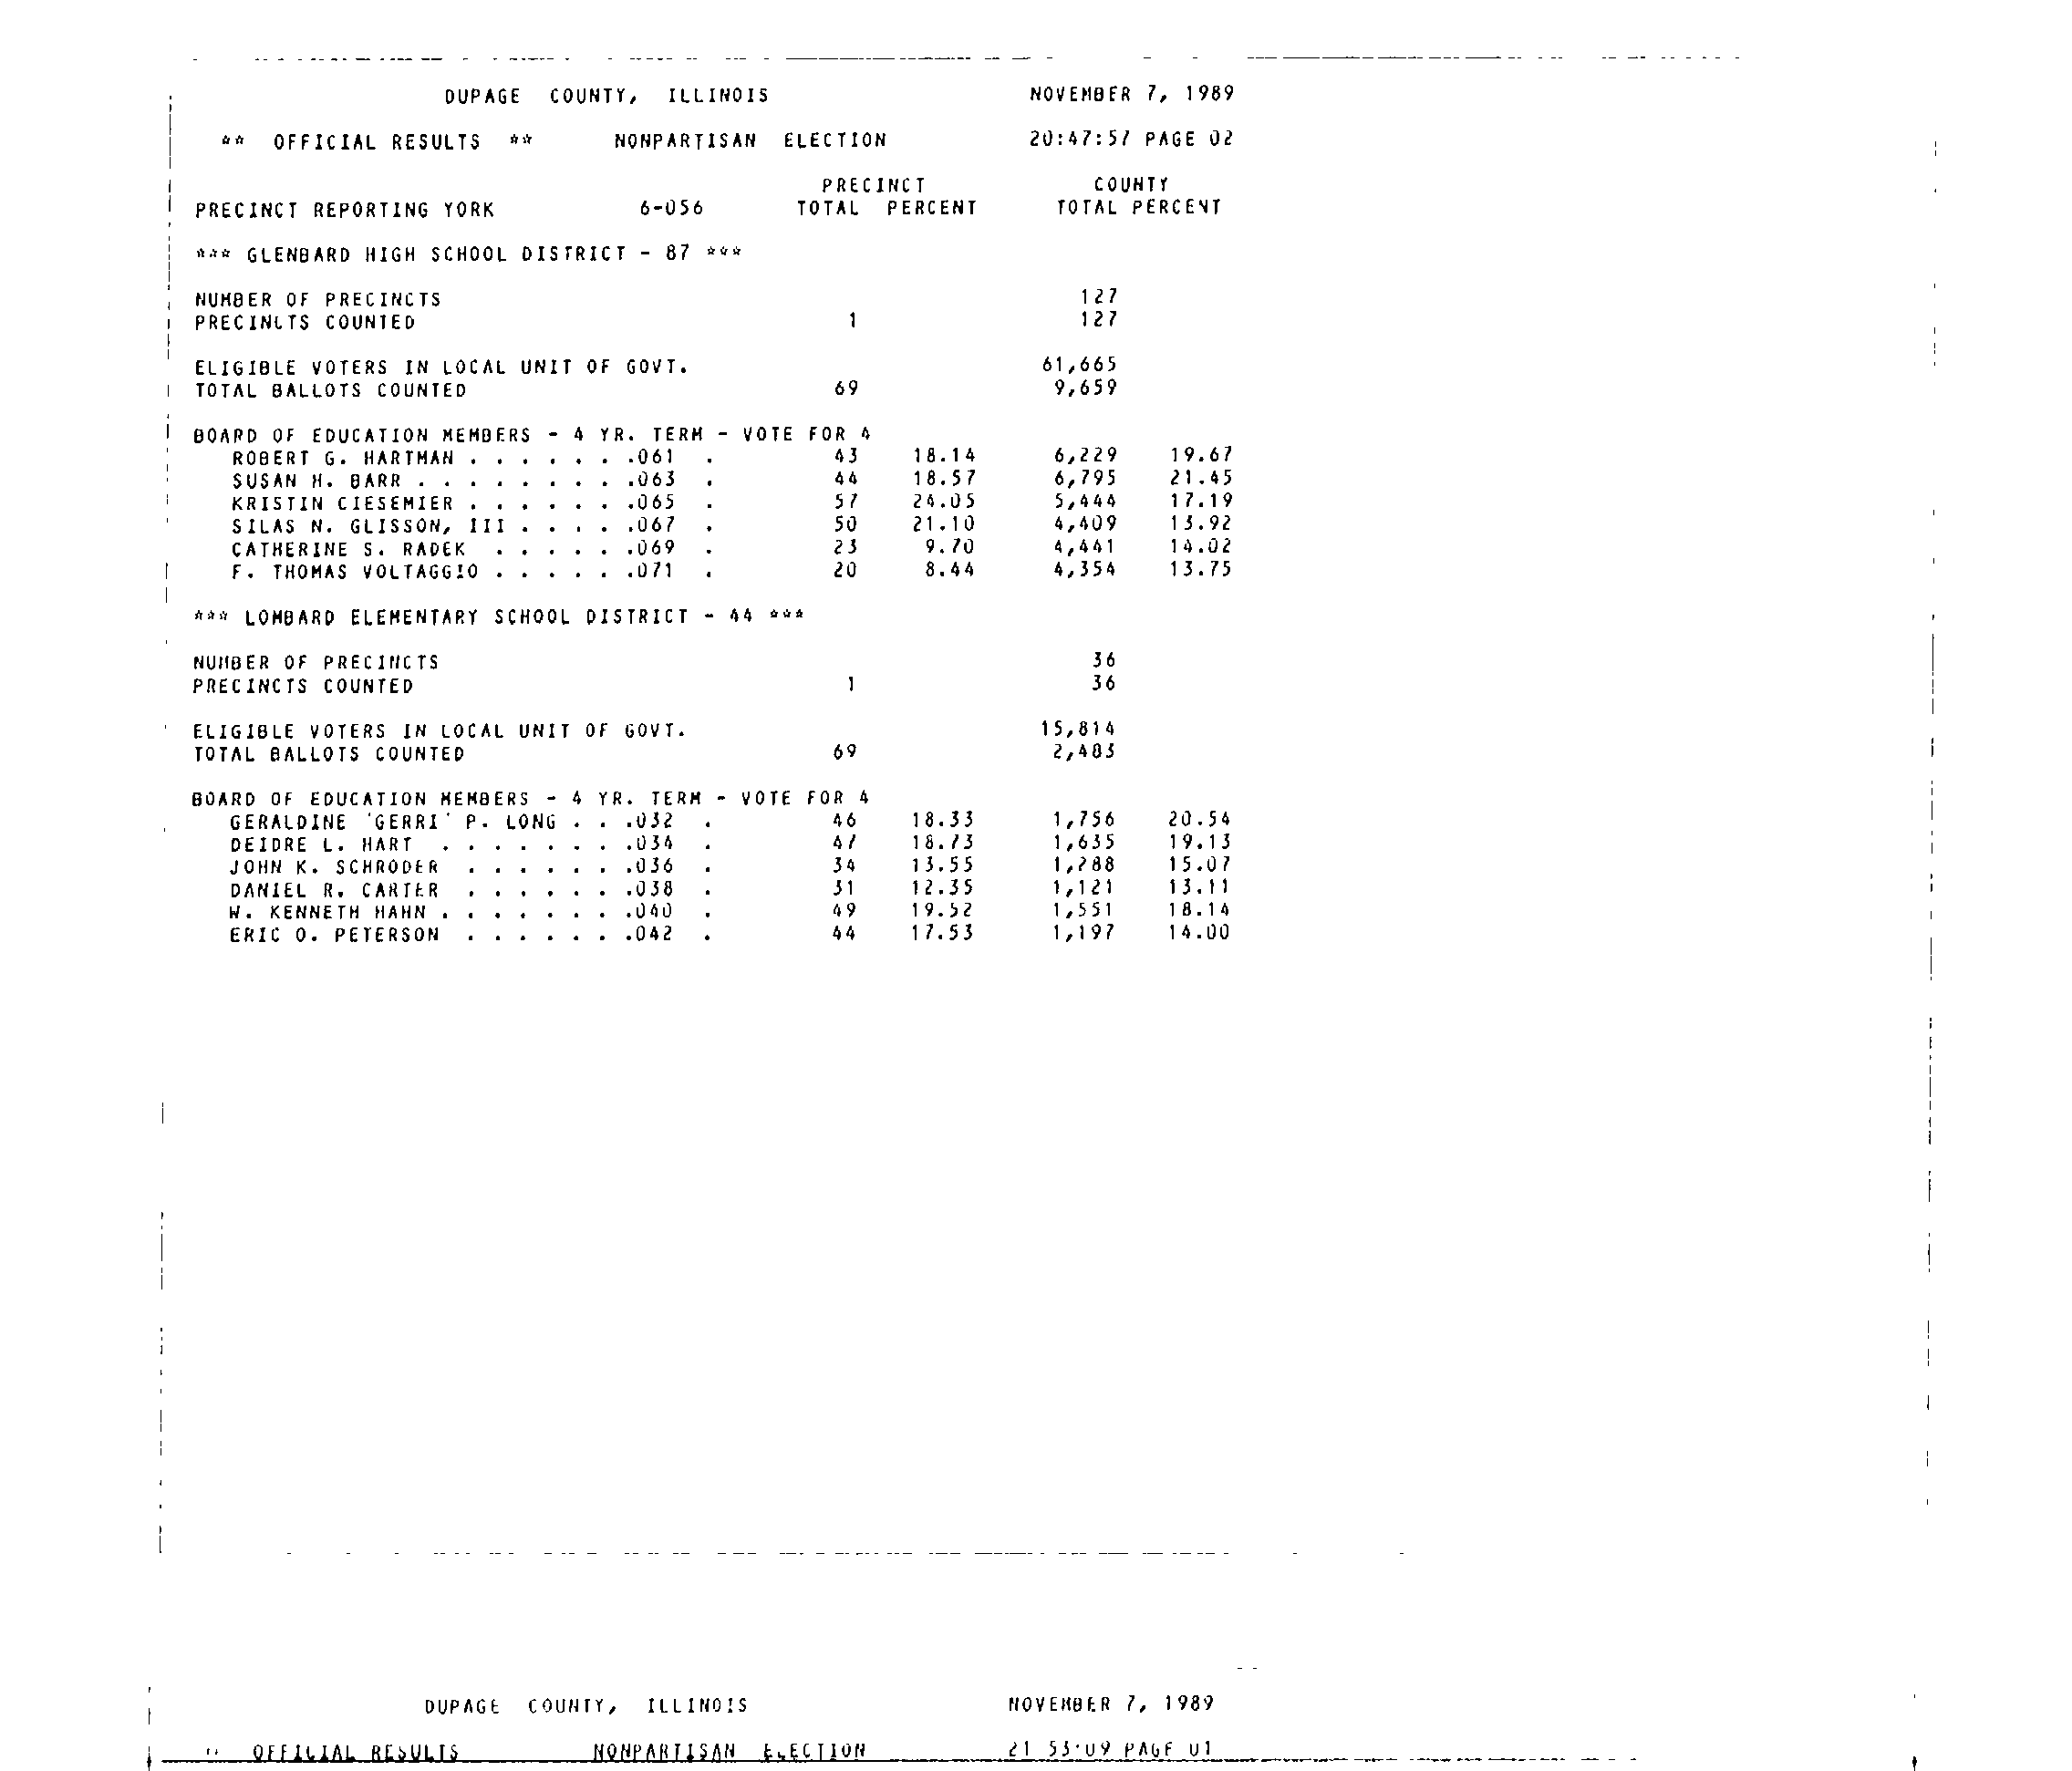 DUPAGE COUNTY, ILLINOIS NOVEMBER 7, 1989
** OFFICIAL RESULTS ** NONPARTISAN ELECTION 20:47:57 PAGE 02
PRECINCT COUNTY
PRECINCT REPORTING YORK 6-056 TOTAL PERCENT TOTAL PERCENT
*** GLENBARD HIGH SCHOOL DISTRICT - 87 ***
NUMBER OF PRECINCTS 127
PRECINCTS COUNTED 1 127
ELIGIBLE VOTERS IN LOCAL UNIT OF GOVT. 61,665
TOTAL BALLOTS COUNTED 69 9,659
BOARD OF EDUCATION MEMBERS - 4 YR. TERM - VOTE FOR 4
ROBERT G. HARTMAN . . . . . . .061 . 43 18.14 6,229 19.67
SUSAN H. BARR . . . . . . . . .063 . 44 18.57 6,795 21.45
KRISTIN CIESEMIER . . . . . . .065 . 57 24.05 5,444 17.19
SILAS N. GLISSON, III . . . . .067 . 50 21.10 4,409 13.92
CATHERINE S. RADEK . . . . . .069 . 23 9.70 4,441 14.02
F. THOMAS VOLTAGGIO . . . . . .071 . 20 8.44 4,354 13.75
*** LOMBARD ELEMENTARY SCHOOL DISTRICT - 44 ***
NUMBER OF PRECINCTS 36
PRECINCTS COUNTED 1 36
ELIGIBLE VOTERS IN LOCAL UNIT OF GOVT. 15,814
TOTAL BALLOTS COUNTED 69 2,483
BOARD OF EDUCATION MEMBERS - 4 YR. TERM - VOTE FOR 4
GERALDINE 'GERRI' P. LONG . . .032 . 46 18.33 1,756 20.54
DEIDRE L. HART . . . . . . . .034 . 47 18.73 1,635 19.13
JOHN K. SCHRODER . . . . . . .036 . 34 13.55 1,288 15.07
DANIEL R. CARTER . . . . . . .038 . 31 12.35 1,121 13.11
W. KENNETH HAHN . . . . . . . .040 . 49 19.52 1,551 18.14
ERIC O. PETERSON . . . . . . .042 . 44 17.53 1,197 14.00
DUPAGE COUNTY, ILLINOIS NOVEMBER 7, 1989
OFFICIAL RESULTS NONPARTISAN ELECTION 21 53:09 PAGE 01